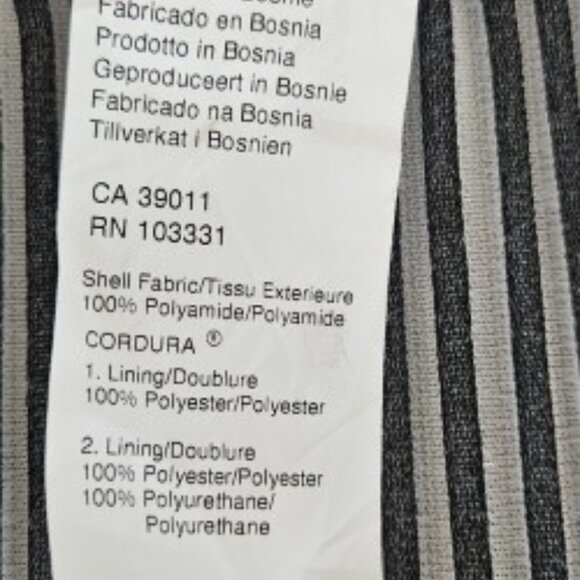 Fabricado en Bosnia
Prodotto in Bosnia
Geproduceert in Bosnie
Fabricado na Bosnia
Tillverkat i Bosnien
CA 39011
RN 103331
Shell Fabric/Tissu Exterieure
100% Polyamide/Polyamide
CORDURA ®
1. Lining/Doublure
100% Polyester/Polyester
2. Lining/Doublure
100% Polyester/Polyester
100% Polyurethane/
Polyurethane